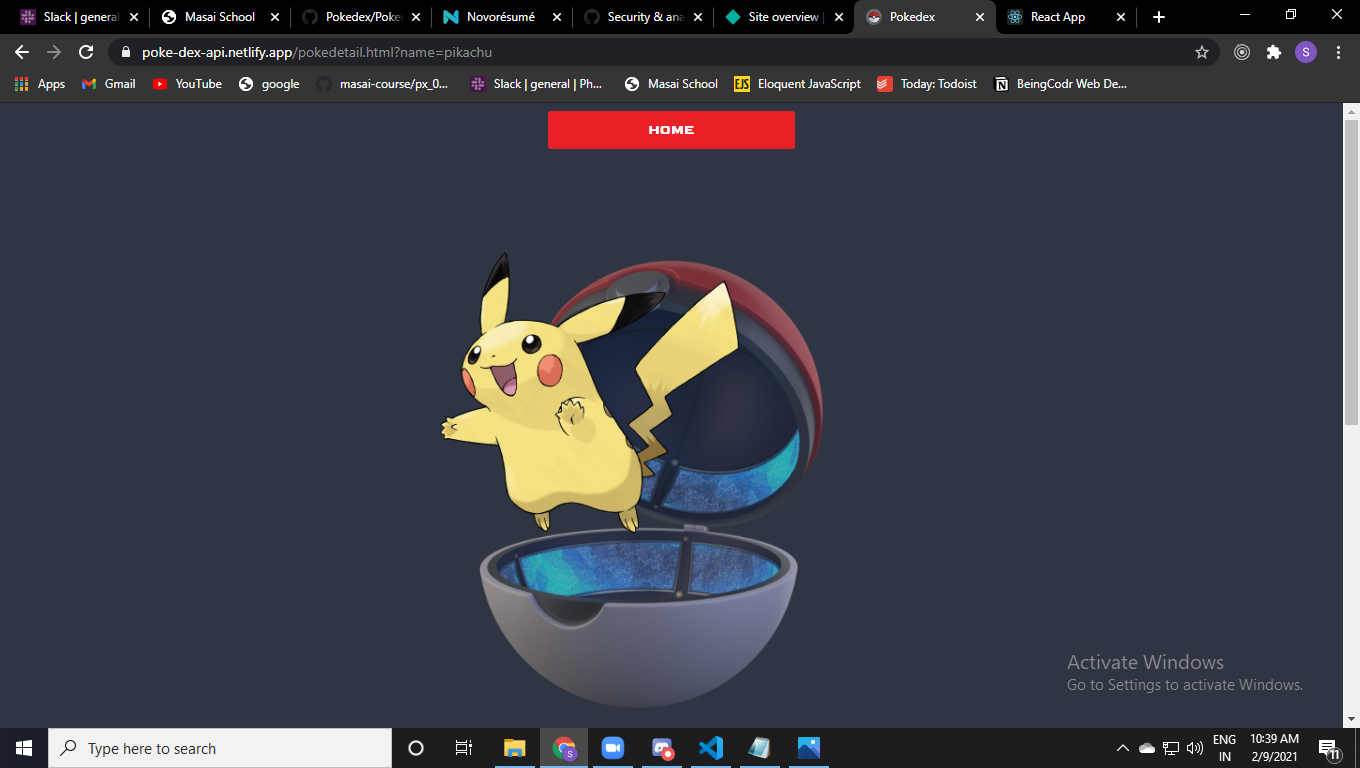 Slack | general
Masai School
Pokedex/Poker
Novorésumé
Security & ana
Site overview |
Pokedex
React App
poke-dex-api.netlify.app/pokedetail.html?name=pikachu
S
Apps
Gmail
YouTube
google
masai-course/px_0...
Slack | general | Ph...
Masai School
EJS
Eloquent JavaScript
Today: Todoist
BeingCodr Web De...
HOME
Activate Windows
Go to Settings to activate Windows.
Type here to search
S
ENG
IN
10:39 AM
2/9/2021
11